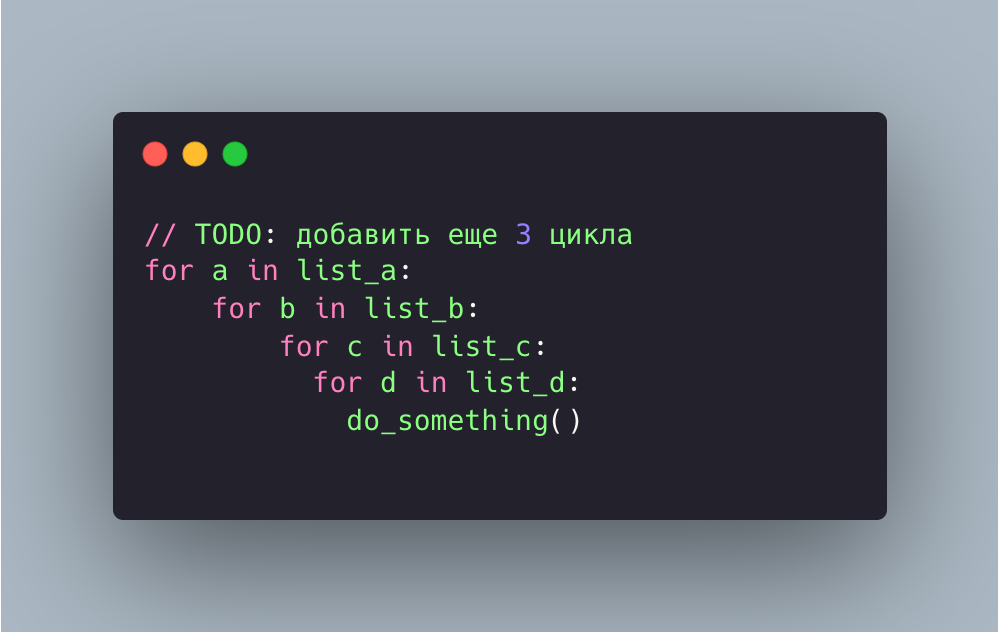 // TODO: добавить еще 3 цикла
for a in list_a:
    for b in list_b:
        for c in list_c:
          for d in list_d:
            do_something()